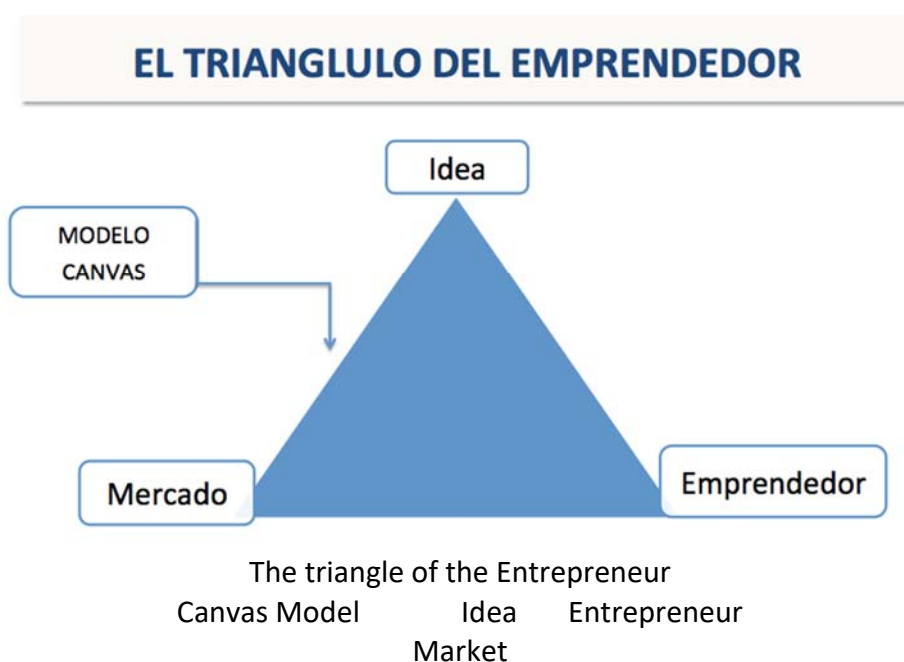 EL TRIANGLULO DEL EMPRENDEDOR
Idea
MODELO
CANVAS
Mercado
Emprendedor
The triangle of the Entrepreneur
Canvas Model Idea Entrepreneur
Market